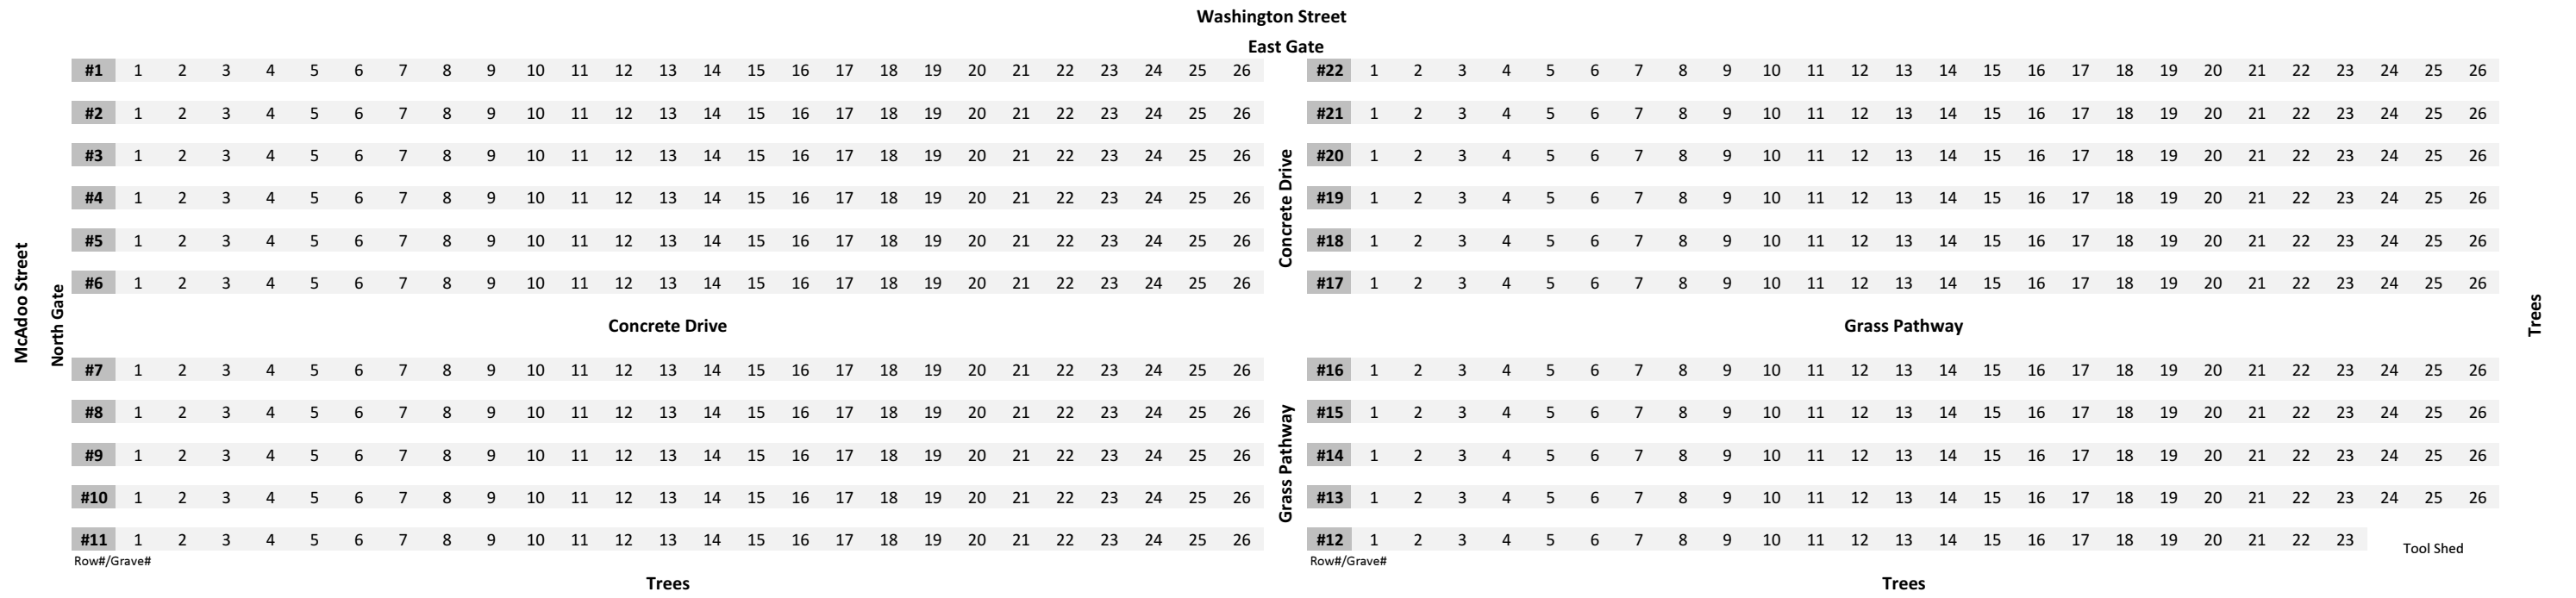 Washington Street
East Gate
#1 1 2 3 4 5 6 7 8 9 10 11 12 13 14 15 16 17 18 19 20 21 22 23 24 25 26 #22 1 2 3 4 5 6 7 8 9 10 11 12 13 14 15 16 17 18 19 20 21 22 23 24 25 26
#2 1 2 3 4 5 6 7 8 9 10 11 12 13 14 15 16 17 18 19 20 21 22 23 24 25 26 #21 1 2 3 4 5 6 7 8 9 10 11 12 13 14 15 16 17 18 19 20 21 22 23 24 25 26
#3 1 2 3 4 5 6 7 8 9 10 11 12 13 14 15 16 17 18 19 20 21 22 23 24 25 26 #20 1 2 3 4 5 6 7 8 9 10 11 12 13 14 15 16 17 18 19 20 21 22 23 24 25 26
#4 1 2 3 4 5 6 7 8 9 10 11 12 13 14 15 16 17 18 19 20 21 22 23 24 25 26 #19 1 2 3 4 5 6 7 8 9 10 11 12 13 14 15 16 17 18 19 20 21 22 23 24 25 26
#5 1 2 3 4 5 6 7 8 9 10 11 12 13 14 15 16 17 18 19 20 21 22 23 24 25 26 #18 1 2 3 4 5 6 7 8 9 10 11 12 13 14 15 16 17 18 19 20 21 22 23 24 25 26
#6 1 2 3 4 5 6 7 8 9 10 11 12 13 14 15 16 17 18 19 20 21 22 23 24 25 26 #17 1 2 3 4 5 6 7 8 9 10 11 12 13 14 15 16 17 18 19 20 21 22 23 24 25 26
Concrete Drive
McAdoo Street
North Gate
Concrete Drive
Grass Pathway
Trees
#7 1 2 3 4 5 6 7 8 9 10 11 12 13 14 15 16 17 18 19 20 21 22 23 24 25 26 #16 1 2 3 4 5 6 7 8 9 10 11 12 13 14 15 16 17 18 19 20 21 22 23 24 25 26
#8 1 2 3 4 5 6 7 8 9 10 11 12 13 14 15 16 17 18 19 20 21 22 23 24 25 26 #15 1 2 3 4 5 6 7 8 9 10 11 12 13 14 15 16 17 18 19 20 21 22 23 24 25 26
#9 1 2 3 4 5 6 7 8 9 10 11 12 13 14 15 16 17 18 19 20 21 22 23 24 25 26 #14 1 2 3 4 5 6 7 8 9 10 11 12 13 14 15 16 17 18 19 20 21 22 23 24 25 26
#10 1 2 3 4 5 6 7 8 9 10 11 12 13 14 15 16 17 18 19 20 21 22 23 24 25 26 #13 1 2 3 4 5 6 7 8 9 10 11 12 13 14 15 16 17 18 19 20 21 22 23 24 25 26
#11 1 2 3 4 5 6 7 8 9 10 11 12 13 14 15 16 17 18 19 20 21 22 23 24 25 26 #12 1 2 3 4 5 6 7 8 9 10 11 12 13 14 15 16 17 18 19 20 21 22 23
Grass Pathway
Tool Shed
Row#/Grave#
Row#/Grave#
Trees
Trees